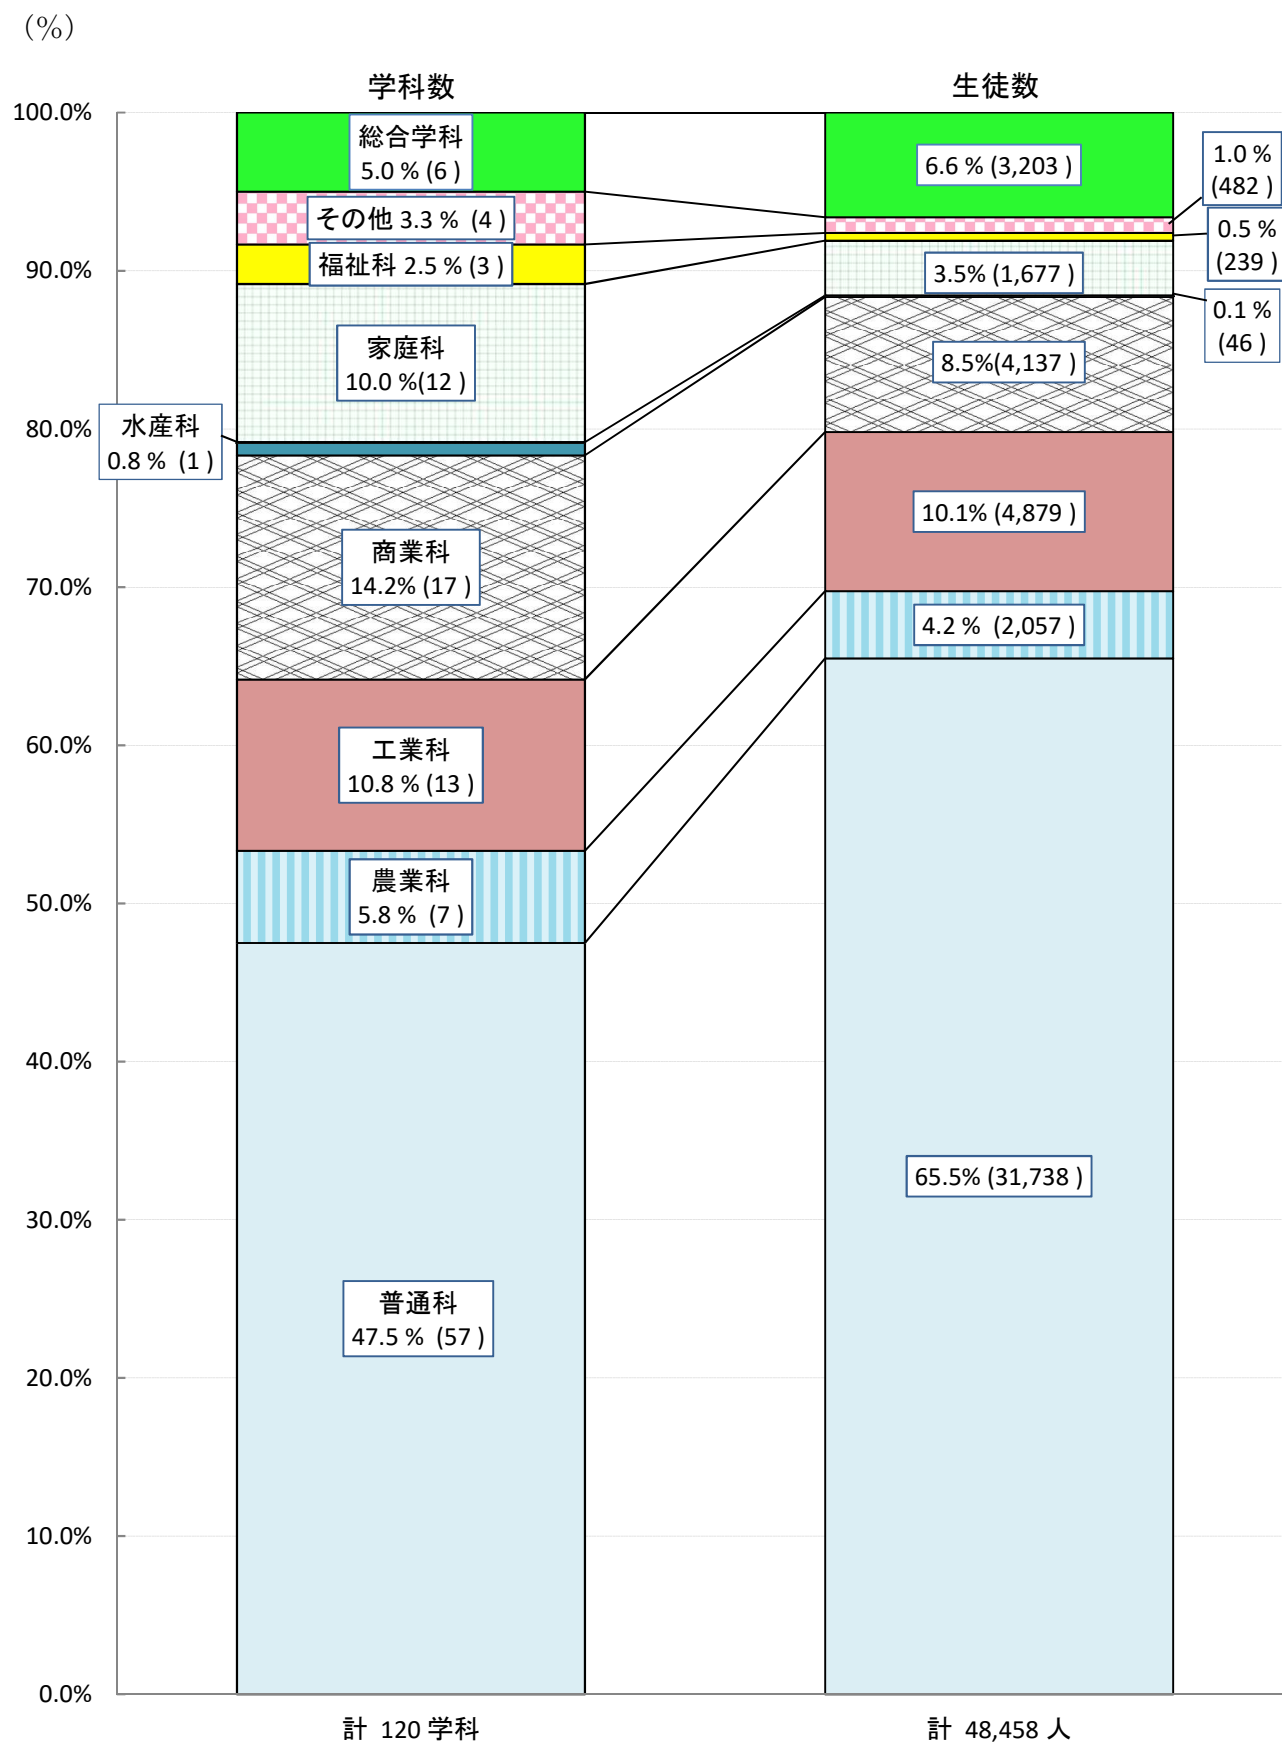 (%)
学科数
生徒数
100.0%
90.0%
80.0%
70.0%
60.0%
50.0%
40.0%
30.0%
20.0%
10.0%
0.0%
総合学科
5.0 % (6 )
その他 3.3 % (4 )
福祉科 2.5 % (3 )
家庭科
10.0 %(12 )
水産科
0.8 % (1 )
商業科
14.2% (17 )
工業科
10.8 % (13 )
農業科
5.8 % (7 )
普通科
47.5 % (57 )
6.6 % (3,203 )
1.0 %
(482 )
0.5 %
(239 )
3.5% (1,677 )
0.1 %
(46 )
8.5%(4,137 )
10.1% (4,879 )
4.2 % (2,057 )
65.5% (31,738 )
計 120 学科
計 48,458 人